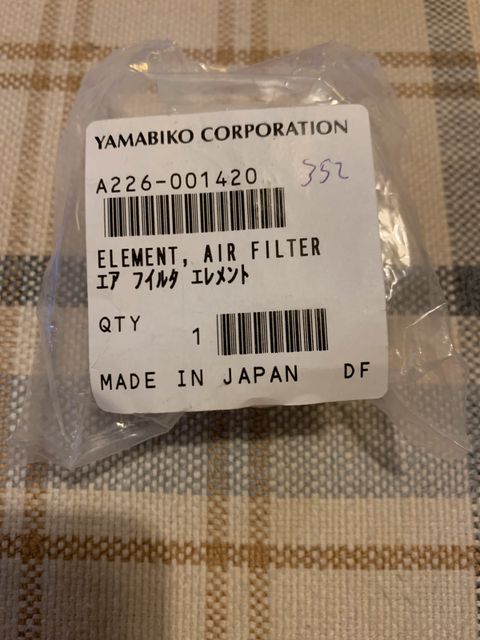 YAMABIKO CORPORATION
A226-001420 352
ELEMENT, AIR FILTER
エア フイルタ エレメント
QTY 1
MADE IN JAPAN DF